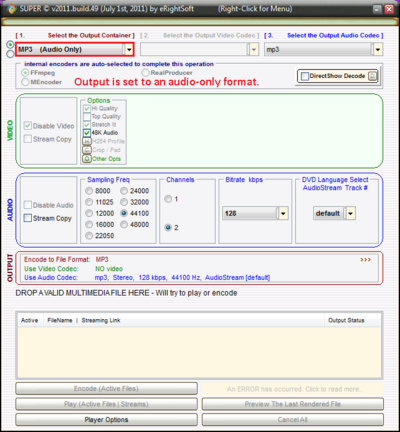 SUPER © v2011.build.49 (July 1st, 2011) by eRightSoft (Right-Click for Menu)
[ 1. Select the Output Container ] [ 2. Select the Output Video Codec ] [ 3. Select the Output Audio Codec ]
MP3 (Audio Only) mp3
internal encoders are auto-selected to complete this operation
FFmpeg RealProducer
MEncoder
DirectShow Decode
Output is set to an audio-only format.
VIDEO
Disable Video
Stream Copy
Options
Hi Quality
Top Quality
Stretch It
48K Audio
H264 Profile
Crop / Pad
Other Opts
AUDIO
Disable Audio
Stream Copy
Sampling Freq
8000 24000
11025 32000
12000 44100
16000 48000
22050
Channels
1
2
Bitrate kbps
128
DVD Language Select
AudioStream Track #
default
OUTPUT
Encode to File Format: MP3 >>>
Use Video Codec: NO video
Use Audio Codec: mp3, Stereo, 128 kbps, 44100 Hz, AudioStream [default]
DROP A VALID MULTIMEDIA FILE HERE - Will try to play or encode
Active FileName | Streaming Link Output Status
Encode (Active Files) An ERROR has occurred. Click to read more...
Play (Active Files | Streams) Preview The Last Rendered File
Player Options Cancel All